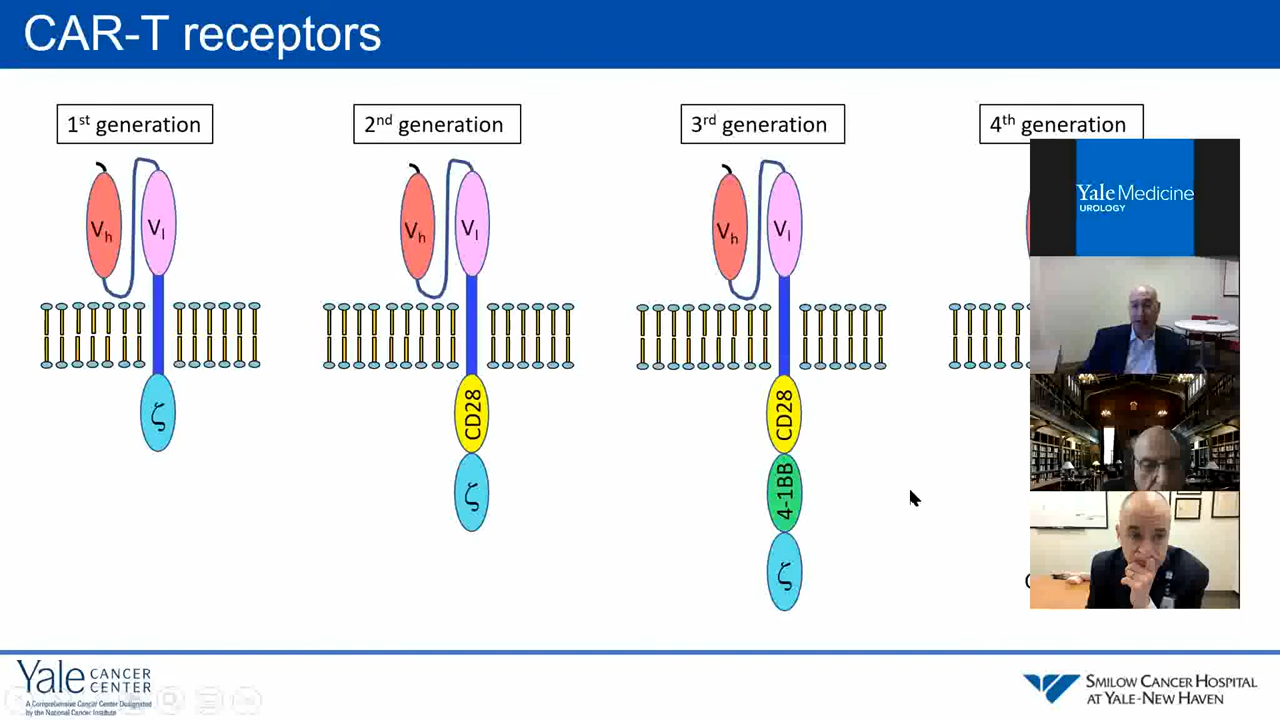 CAR-T receptors
1st generation
2nd generation
3rd generation
4th generation
Vh
Vl
Vh
Vl
Vh
Vl
ζ
CD28
ζ
CD28
4-1BB
ζ
Yale Medicine
UROLOGY
Yale CANCER
CENTER
A Comprehensive Cancer Center Designated
by the National Cancer Institute
SMILOW CANCER HOSPITAL
AT YALE-NEW HAVEN